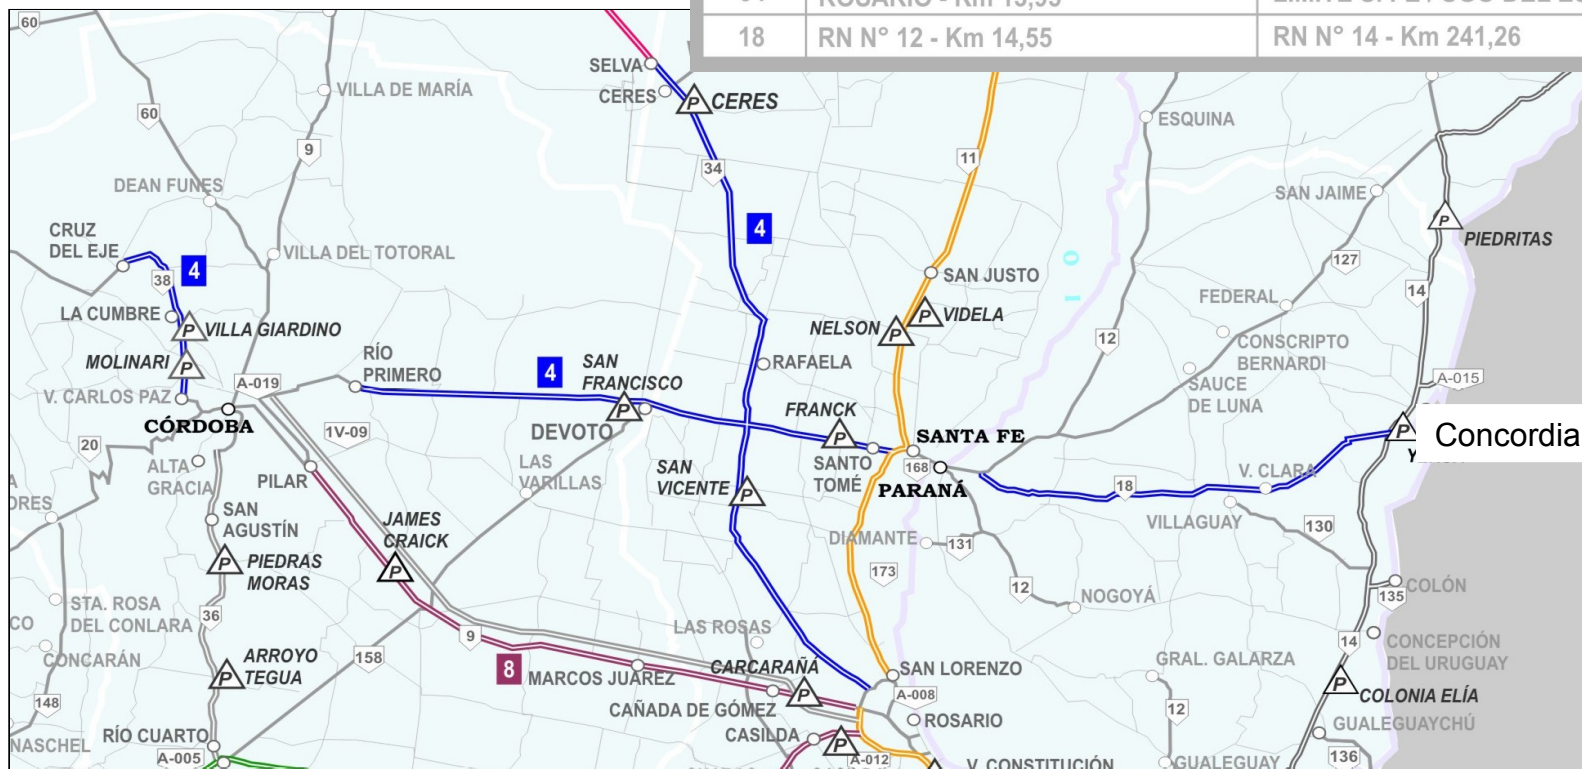 18 RN N° 12 - Km 14,55 RN N° 14 - Km 241,26
60
SELVA
CERES
P
CERES
VILLA DE MARÍA
60
9
34
11
ESQUINA
DEAN FUNES
SAN JAIME
CRUZ
DEL EJE
VILLA DEL TOTORAL
4
4
38
P
PIEDRITAS
127
14
SAN JUSTO
FEDERAL
LA CUMBRE
P
VILLA GIARDINO
NELSON
P
P
VIDELA
CONSCRIPTO
BERNARDI
12
MOLINARI
P
RÍO
PRIMERO
4
SAN
FRANCISCO
RAFAELA
SAUCE
DE LUNA
A-015
A-019
V. CARLOS PAZ
CÓRDOBA
P
DEVOTO
FRANCK
P
SANTA FE
P
Concordia
1V-09
20
ALTA
GRACIA
PILAR
LAS
VARILLAS
SAN
VICENTE
P
SANTO
TOMÉ
168
PARANÁ
18
V. CLARA
VILLAGUAY
130
SAN
AGUSTÍN
JAMES
CRAICK
P
DIAMANTE
131
P
PIEDRAS
MORAS
173
12
NOGOYÁ
135
COLÓN
STA. ROSA
DEL CONLARA
36
CONCARÁN
158
9
LAS ROSAS
14
CONCEPCIÓN
DEL URUGUAY
ARROYO
TEGUA
P
8
MARCOS JUÁREZ
CARCARAÑÁ
P
SAN LORENZO
A-008
GRAL. GALARZA
P
COLONIA ELÍA
148
CAÑADA DE GÓMEZ
ROSARIO
12
GUALEGUAYCHÚ
NASCHEL
RÍO CUARTO
A-005
CASILDA
P
A-012
V. CONSTITUCIÓN
GUALEGUAY
136